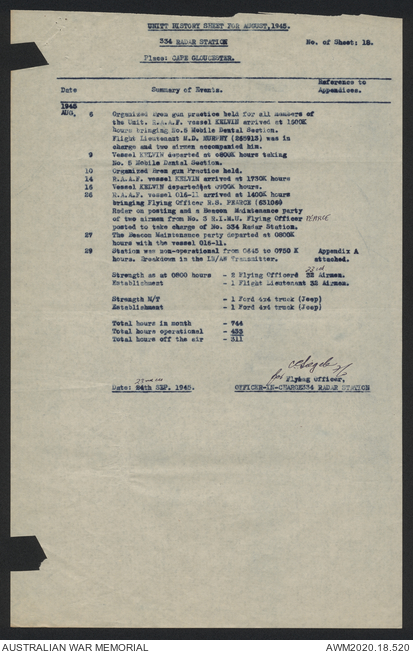 UNIT HISTORY SHEET FOR AUGUST, 1945.
334 RADAR STATION No. of Sheet: 18.
Place: CAPE GLOUCESTER.
Date Summary of Events. Reference to Appendices.
1945
AUG, 6 Organized Bren gun practice held for all members of
the Unit. R.A.A.F. vessel KELVIN arrived at 1500K
hours bringing No.6 Mobile Dental Section.
Flight Lieutenant M.D. MURPHY (265913) was in
charge and two airmen accompanied him.
9 Vessel KELVIN departed at 0800K hours taking
No. 6 Mobile Dental Section.
10 Organized Bren gun Practice held.
14 R.A.A.F. vessel KELVIN arrived at 1730K hours
16 Vessel KELVIN departed at 0700K hours.
26 R.A.A.F. vessel 016-11 arrived at 1400K hours
bringing Flying Officer N.S. PEARCE (63106)
Radar on posting and a Beacon Maintenance party
of two airmen from No. 3 R.I.M.U. Flying Officer PEARCE
posted to take charge of No. 334 Radar Station.
27 The Beacon Maintenance party departed at 0800K
hours with the vessel 016-11.
29 Station was non-operational from 0645 to 0750 K Appendix A
hours. Breakdown in the Transmitter. attached.
Strength as at 0800 hours - 2 Flying Officers Airmen.
Establishment - 1 Flight Lieutenant 32 Airmen.
Strength M/T - 1 Ford 4x4 truck (Jeep)
Establishment - 1 Ford 4x4 truck (Jeep)
Total hours in month - 744
Total hours operational - 433
Total hours off the air - 311
Flying Officer,
Date: SEP. 1945. OFFICER-IN-CHARGE334 RADAR STATION
AUSTRALIAN WAR MEMORIAL AWM2020.18.520